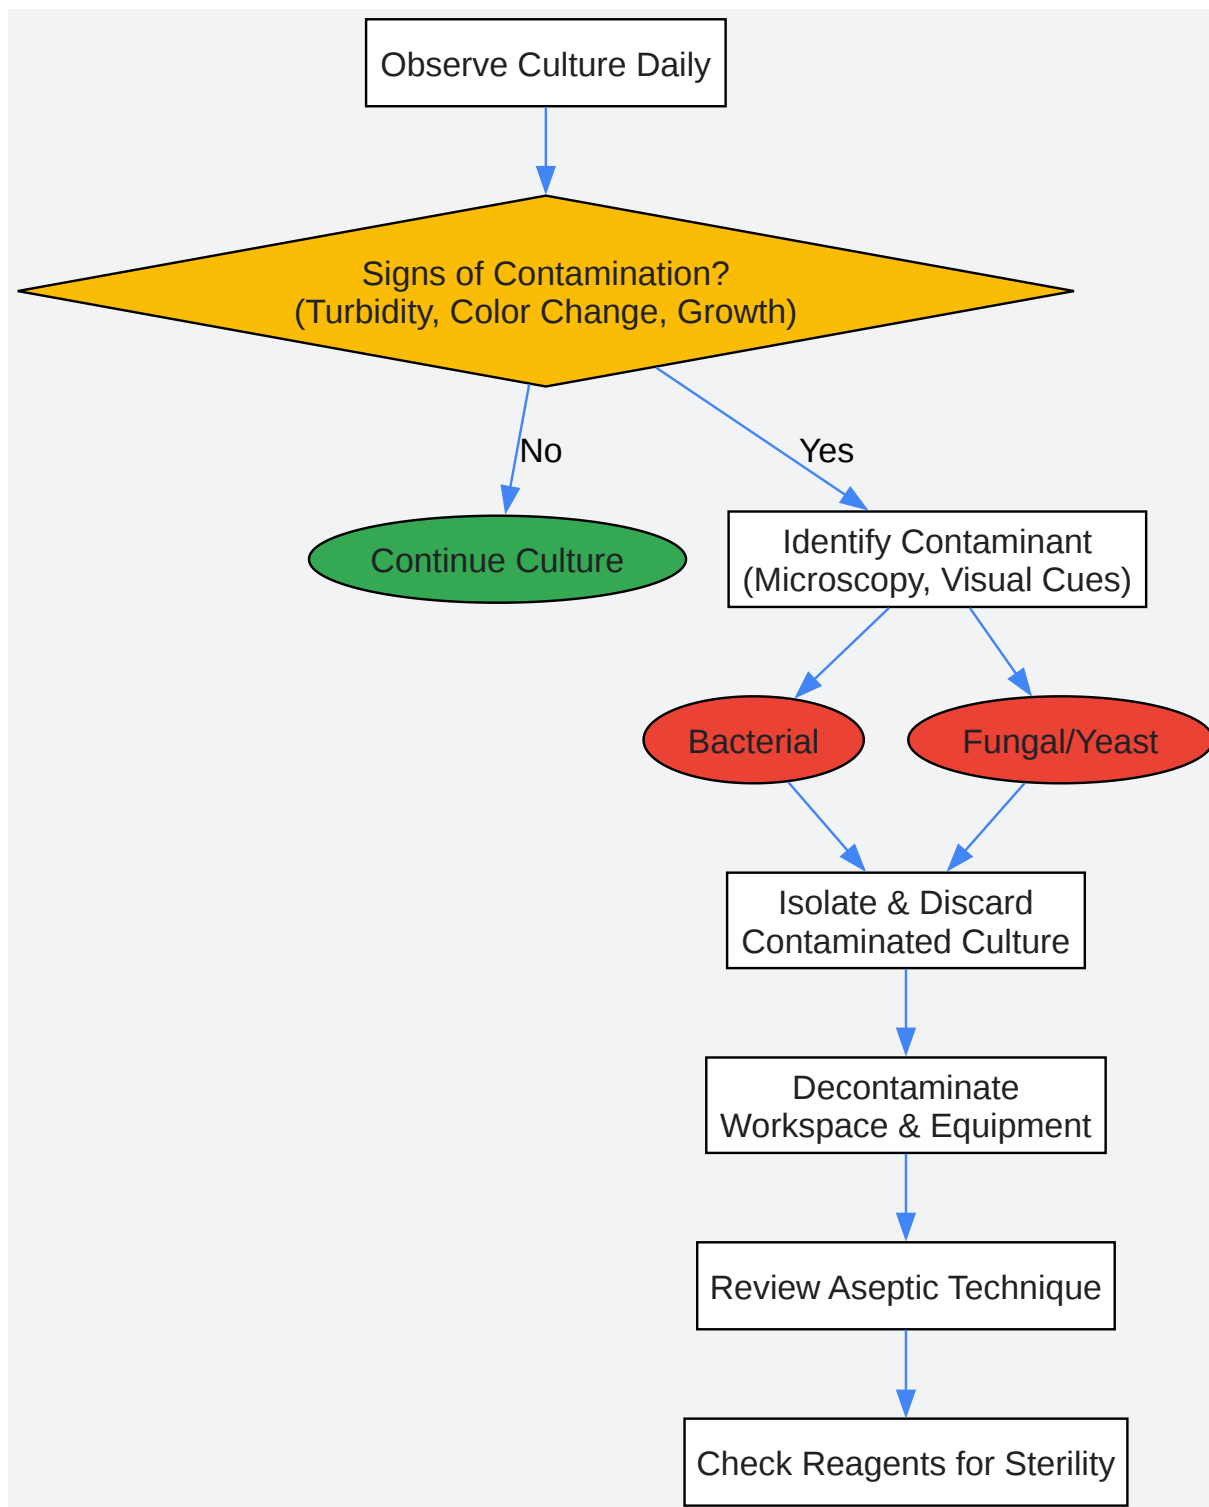 Observe Culture Daily
Signs of Contamination?
(Turbidity, Color Change, Growth)
No
Yes
Continue Culture
Identify Contaminant
(Microscopy, Visual Cues)
Bacterial
Fungal/Yeast
Isolate & Discard
Contaminated Culture
Decontaminate
Workspace & Equipment
Review Aseptic Technique
Check Reagents for Sterility